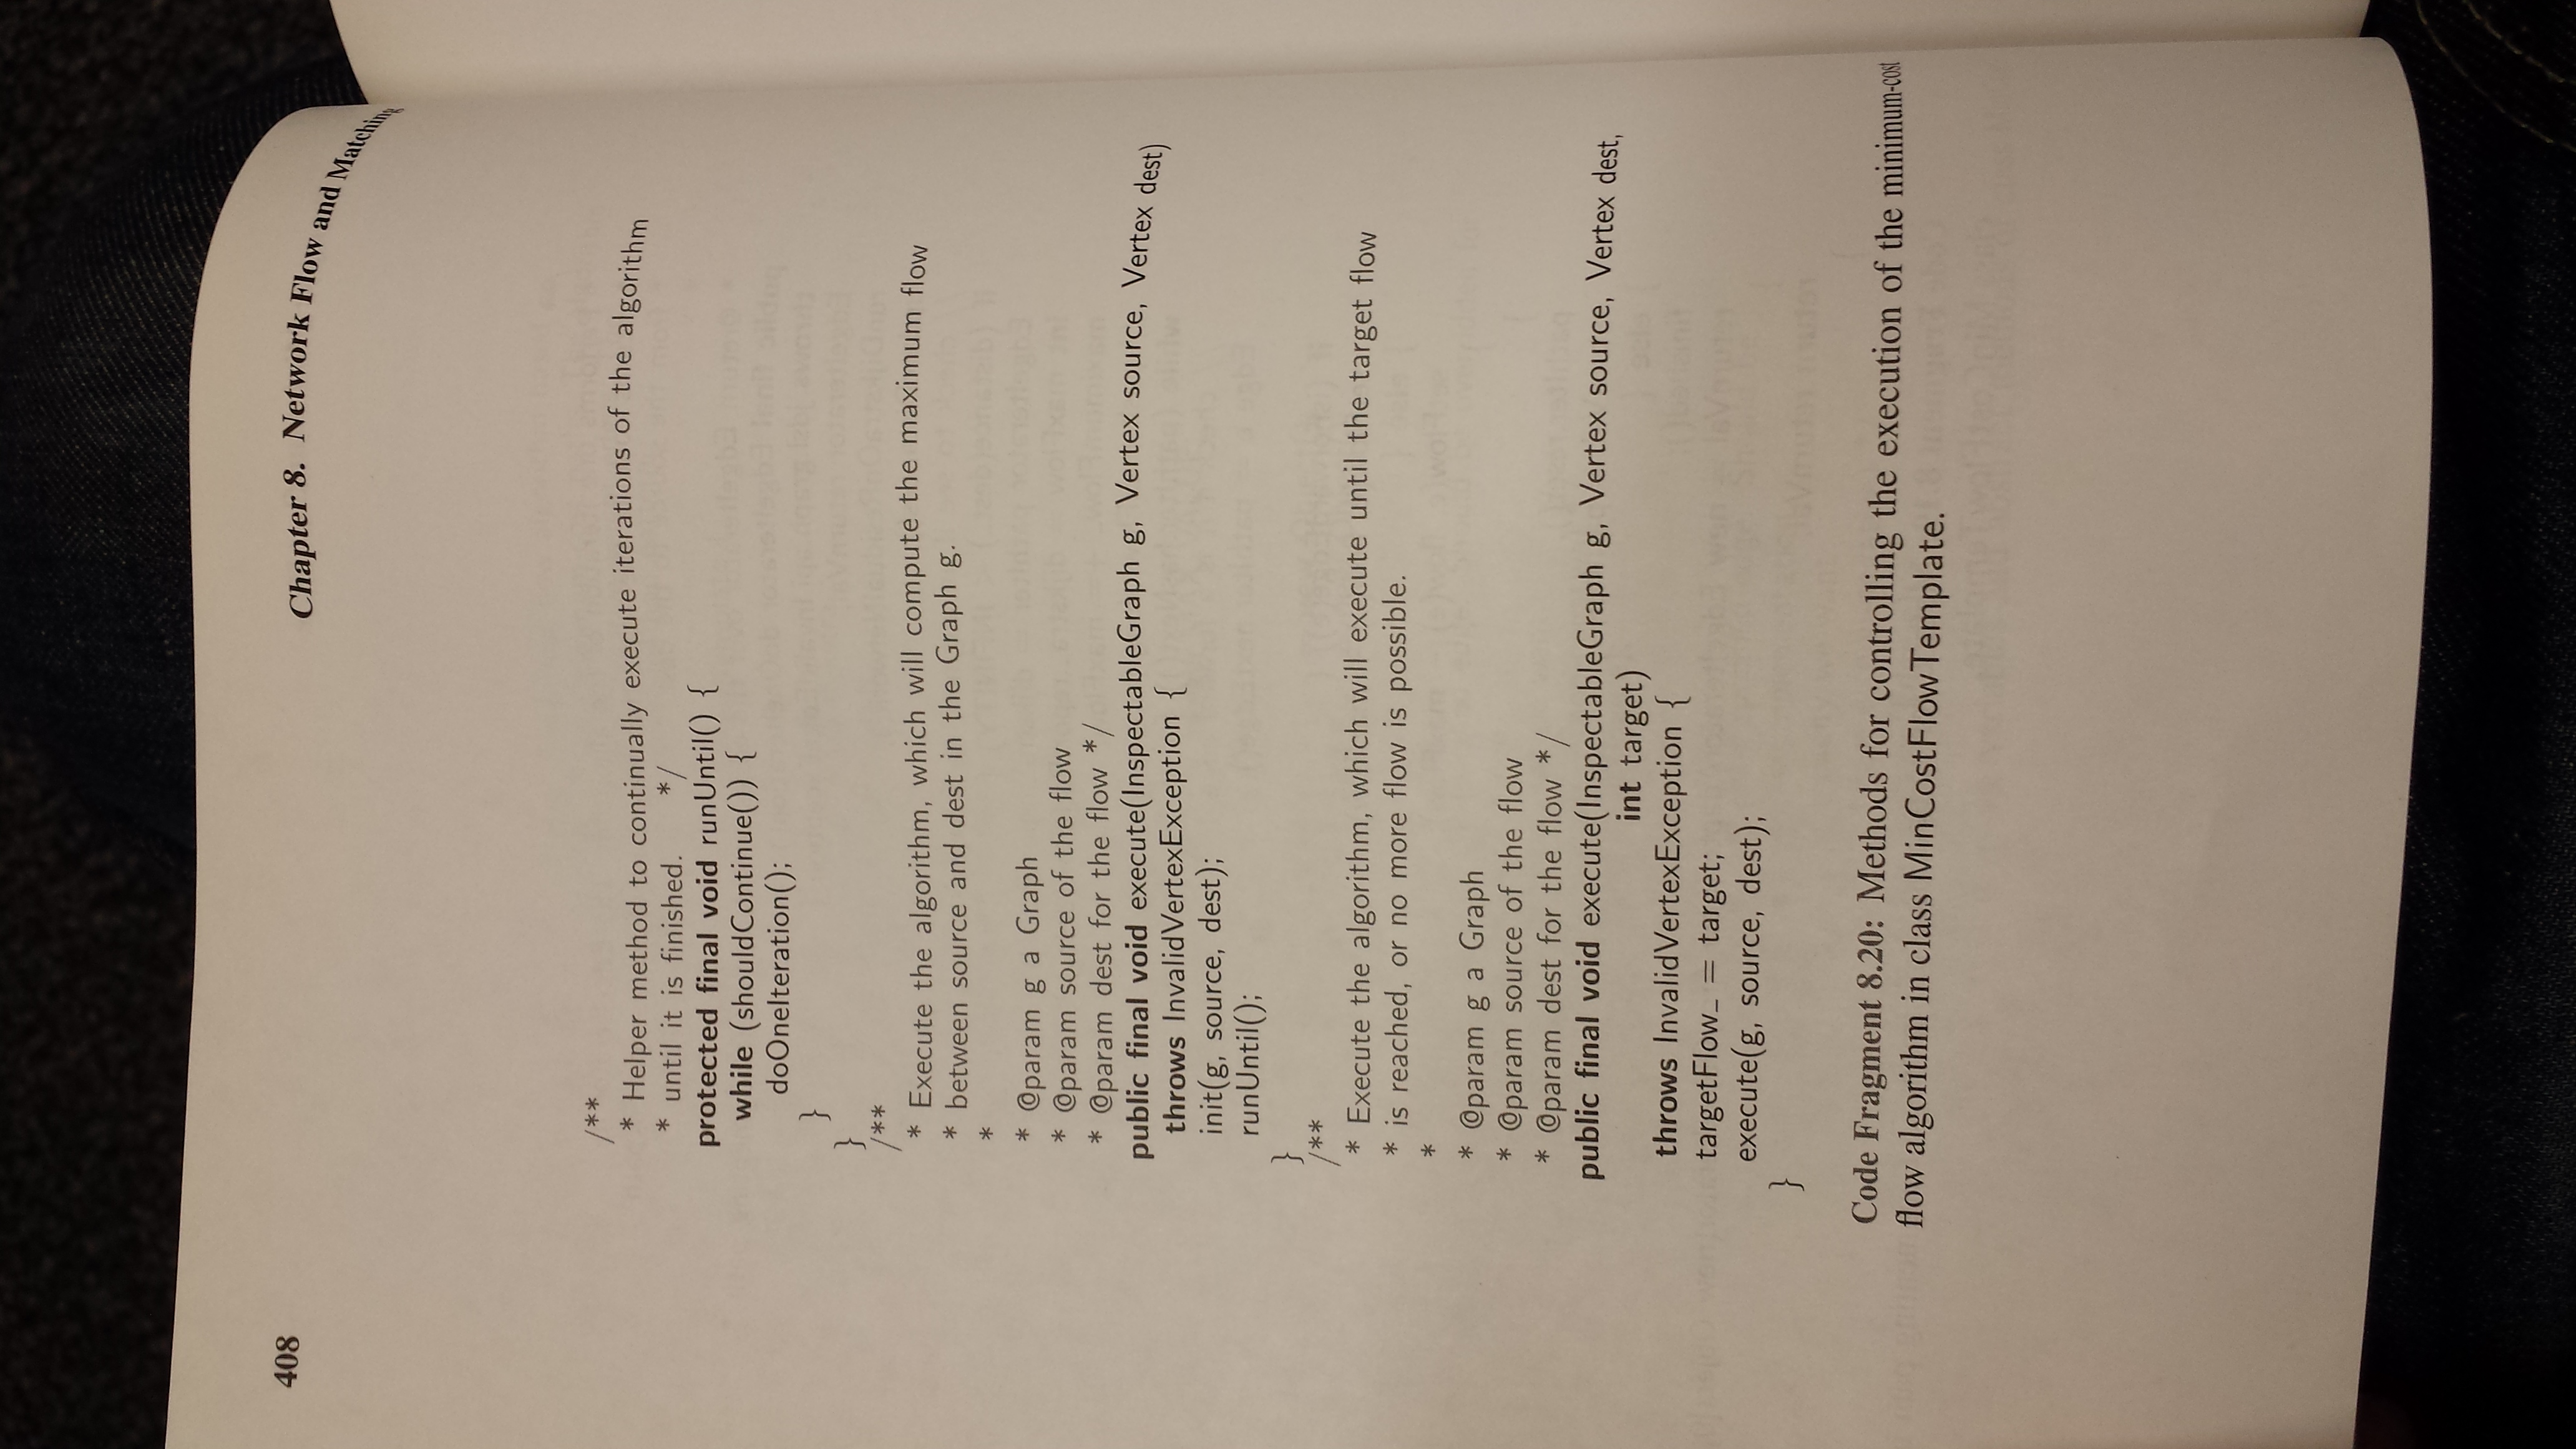 408
Chapter 8. Network Flow and Matching
/**
* Helper method to continually execute iterations of the algorithm
* until it is finished. */
protected final void runUntil() {
while (shouldContinue()) {
doOneIteration();
}
}
/**
* Execute the algorithm, which will compute the maximum flow
* between source and dest in the Graph g.
*
* @param g a Graph
* @param source of the flow
* @param dest for the flow */
public final void execute(InspectableGraph g, Vertex source, Vertex dest)
throws InvalidVertexException {
init(g, source, dest);
runUntil();
}
/**
* Execute the algorithm, which will execute until the target flow
* is reached, or no more flow is possible.
*
* @param g a Graph
* @param source of the flow
* @param dest for the flow */
public final void execute(InspectableGraph g, Vertex source, Vertex dest,
int target)
throws InvalidVertexException {
targetFlow_ = target;
execute(g, source, dest);
}
Code Fragment 8.20: Methods for controlling the execution of the minimum-cost
flow algorithm in class MinCostFlowTemplate.